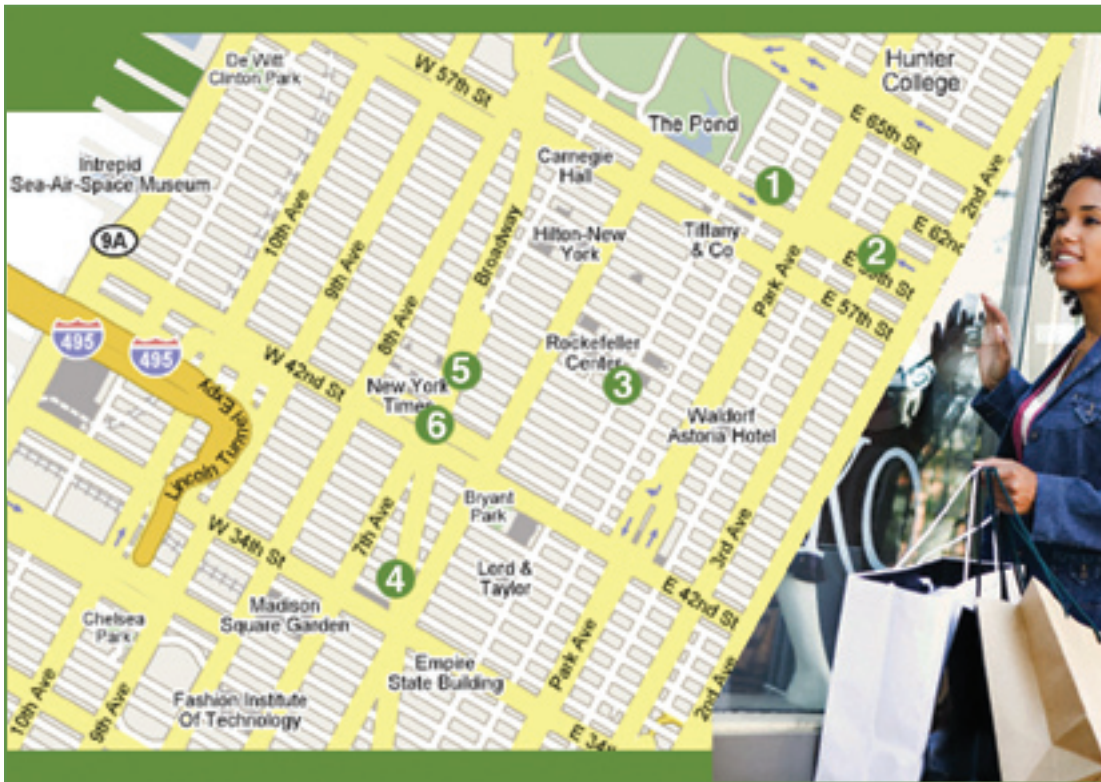 De Witt
Clinton Park
W 57th St
Hunter
College
The Pond
E 65th St
Intrepid
Sea-Air-Space Museum
Carnegie
Hall
2nd Ave
1
10th Ave
9A
Broadway
Hilton-New
York
Tiffany
& Co
E 62nd
2
9th Ave
Park Ave
E 57th St
8th Ave
495
495
W 42nd St
Rockefeller
Center
3
5
New York
Times
6
Waldorf
Astoria Hotel
Lincoln Tunnel Expy
Bryant
Park
W 34th St
7th Ave
3rd Ave
4
Lord &
Taylor
E 42nd St
Madison
Square Garden
Chelsea
Park
Empire
State Building
Park Ave
2nd Ave
10th Ave
9th Ave
Fashion Institute
Of Technology
E 34th